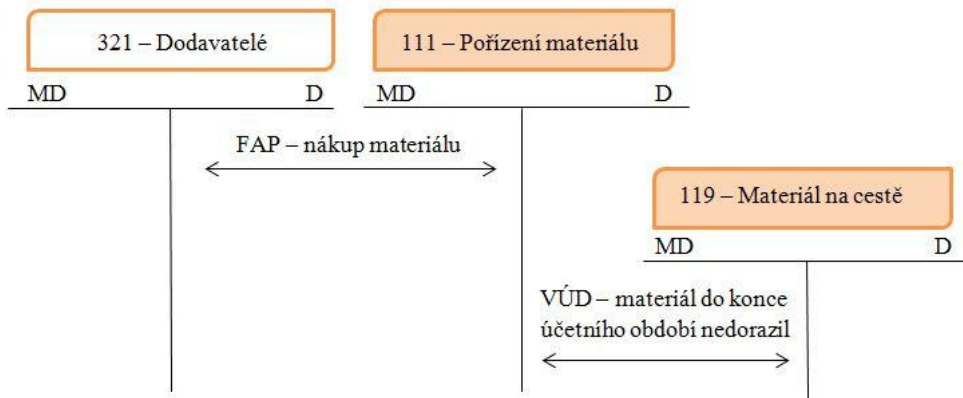 321 – Dodavatelé
111 – Pořízení materiálu
MD D
MD D
FAP – nákup materiálu
119 – Materiál na cestě
MD D
VÚD – materiál do konce
účetního období nedorazil